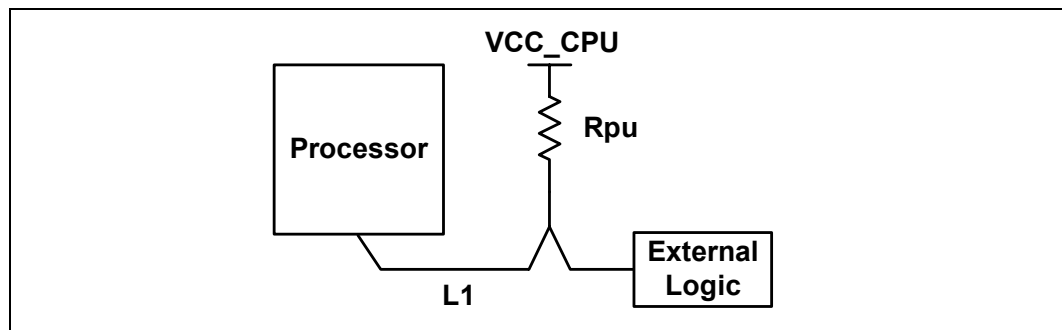 VCC_CPU
Rpu
Processor
External
Logic
L1